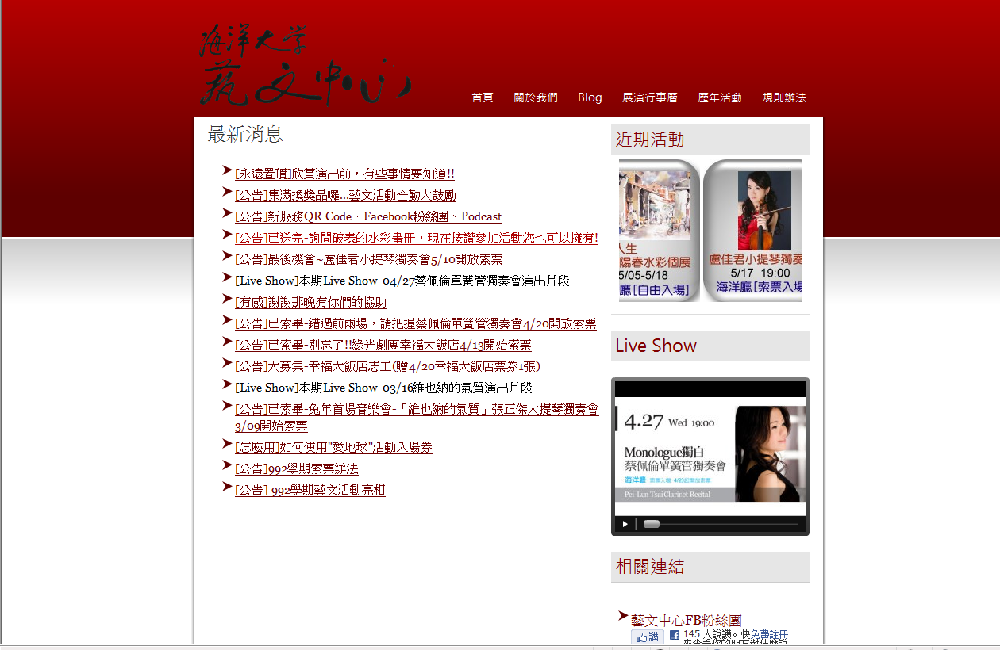 海洋大学
藝文中心
首頁 關於我們 Blog 展演行事曆 歷年活動 規則辦法
最新消息
[永遠置頂]欣賞演出前，有些事情要知道!!
[公告]集滿換獎品囉...藝文活動全勤大鼓勵
[公告]新服務QR Code、Facebook粉絲團、Podcast
[公告]已送完-詢問破表的水彩畫冊，現在按讚參加活動您也可以擁有!
[公告]最後機會~盧佳君小提琴獨奏會5/10開放索票
[Live Show]本期Live Show-04/27蔡佩倫單簧管獨奏會演出片段
[有感]謝謝那晚有你們的協助
[公告]已索畢-錯過前兩場，請把握蔡佩倫單簧管獨奏會4/20開放索票
[公告]已索畢-別忘了!!綠光劇團幸福大飯店4/13開始索票
[公告]大募集-幸福大飯店志工(贈4/20幸福大飯店票券1張)
[Live Show]本期Live Show-03/16維也納的氣質演出片段
[公告]已索畢-兔年首場音樂會-「維也納的氣質」張正傑大提琴獨奏會
3/09開始索票
[怎麼用]如何使用"愛地球"活動入場券
[公告]992學期索票辦法
[公告] 992學期藝文活動亮相
近期活動
人生
陽春水彩個展
5/05-5/18
廳[自由入場]
盧佳君小提琴獨奏
5/17 19:00
海洋廳[索票入場
Live Show
4.27 Wed 19:00
Monologue獨白
蔡佩倫單簧管獨奏會
海洋廳 索票入場 4/20起開放索票
Pei-Lun Tsai Clarinet Recital
相關連結
藝文中心FB粉絲團
讚 145 人說讚。快免費註冊